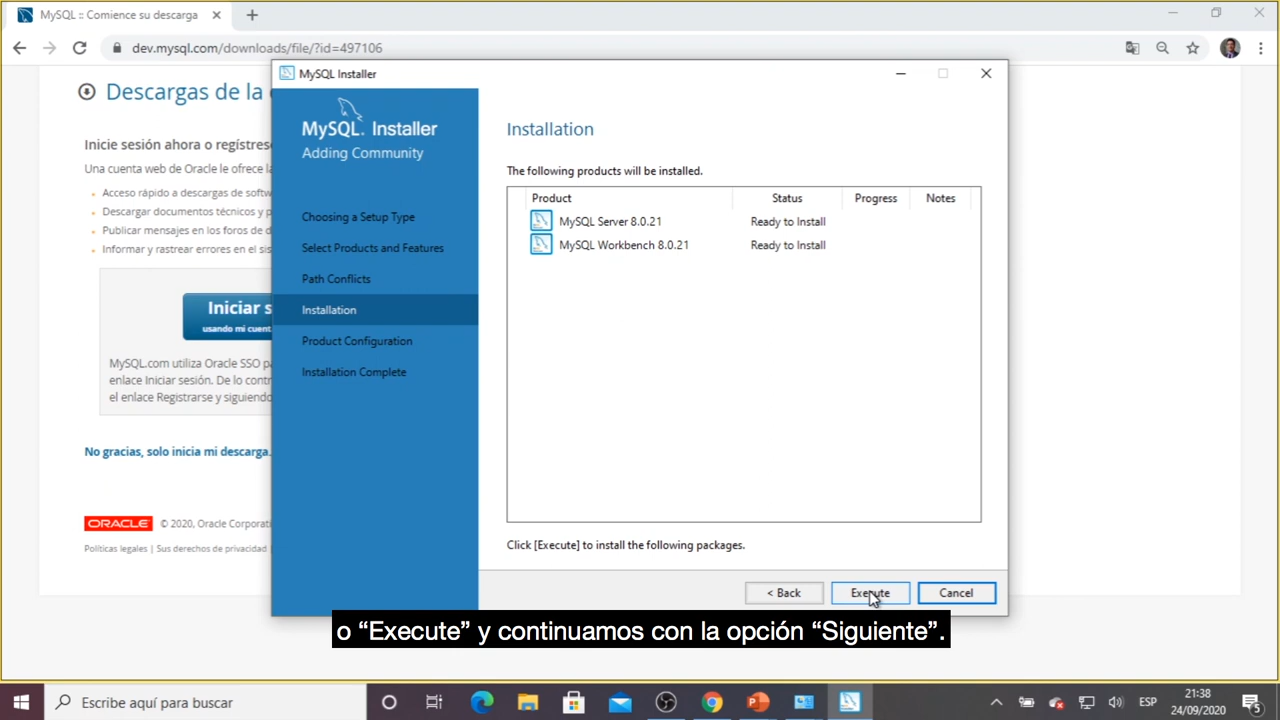 MySQL :: Comience su descarga
dev.mysql.com/downloads/file/?id=497106
Descargas de la
Inicie sesión ahora o regístrese
Una cuenta web de Oracle le ofrece la
Acceso rápido a descargas de softw
Descargar documentos técnicos y p
Publicar mensajes en los foros de d
Informar y rastrear errores en el sis
Iniciar s
usando mi cuent
MySQL.com utiliza Oracle SSO pa
enlace Iniciar sesión. De lo contr
el enlace Registrarse y siguiendo
No gracias, solo inicia mi descarga.
ORACLE © 2020, Oracle Corporati
Políticas legales | Sus derechos de privacidad |
MySQL Installer
MySQL. Installer
Adding Community
Choosing a Setup Type
Select Products and Features
Path Conflicts
Installation
Product Configuration
Installation Complete
Installation
The following products will be installed.
Product Status Progress Notes
MySQL Server 8.0.21 Ready to Install
MySQL Workbench 8.0.21 Ready to Install
Click [Execute] to install the following packages.
< Back Execute Cancel
o “Execute” y continuamos con la opción “Siguiente”.
Escribe aquí para buscar
ESP
21:38
24/09/2020
5